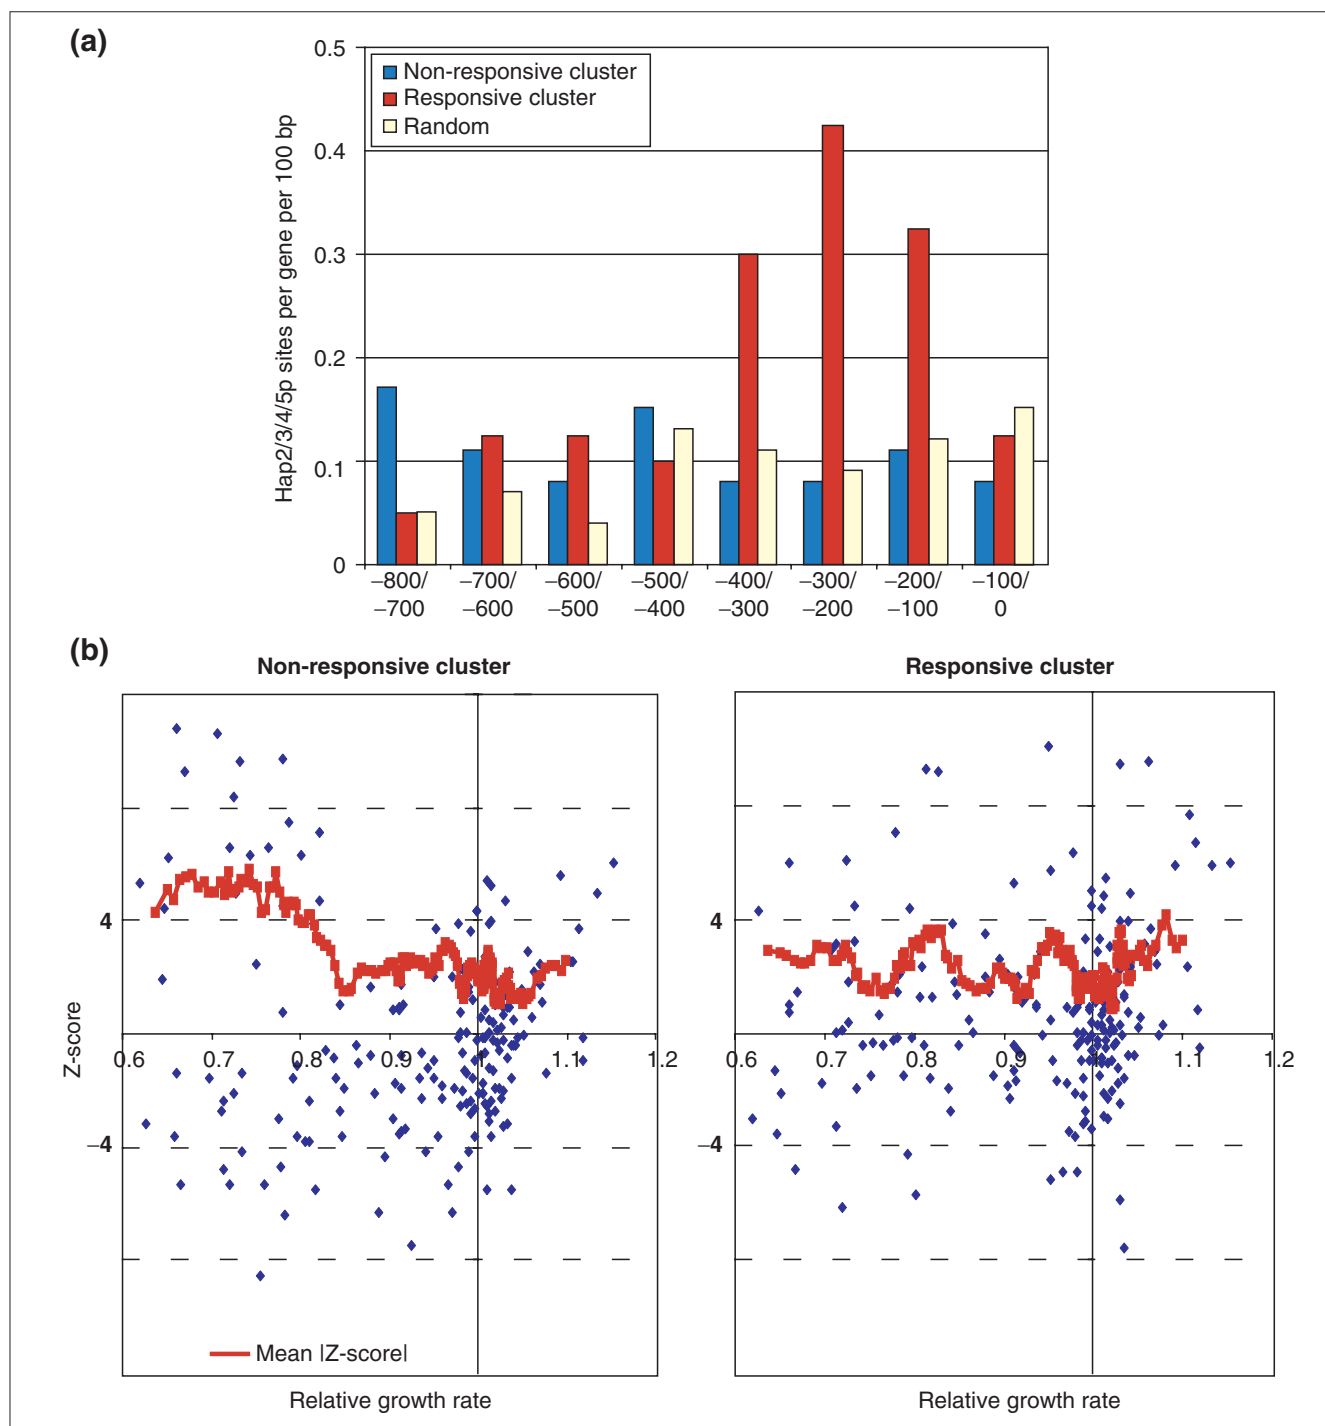 (a)
Hap2/3/4/5p sites per gene per 100 bp
0.5
0.4
0.3
0.2
0.1
0
Non-responsive cluster
Responsive cluster
Random
−800/ −700/ −600/ −500/ −400/ −300/ −200/ −100/
−700 −600 −500 −400 −300 −200 −100 0
(b)
Non-responsive cluster
Z-score
4
−4
0.6 0.7 0.8 0.9 1 1.1 1.2
Mean |Z-score|
Relative growth rate
Responsive cluster
4
−4
0.6 0.7 0.8 0.9 1 1.1 1.2
Relative growth rate